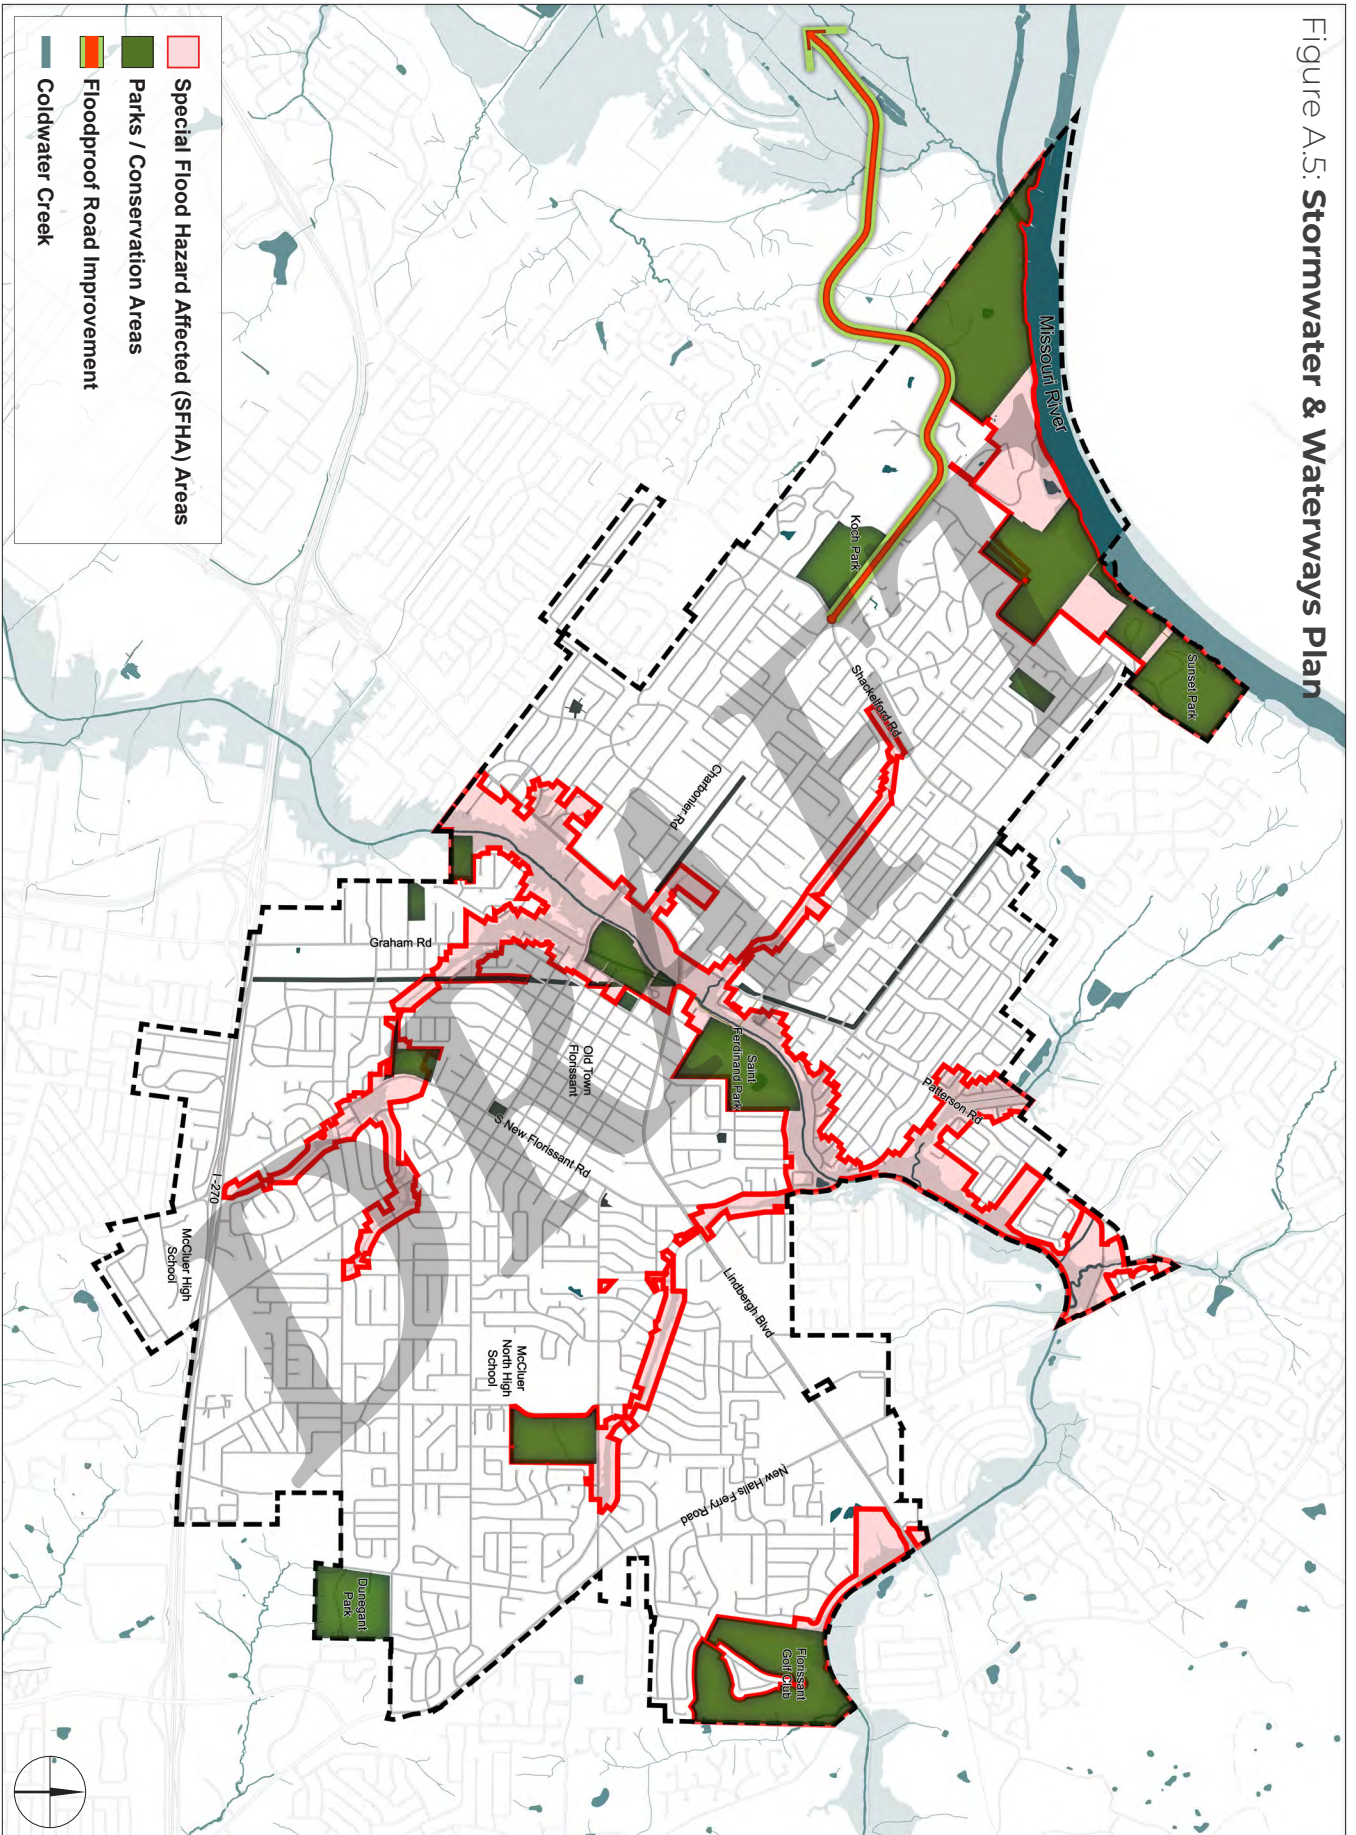 Figure A.5: Stormwater & Waterways Plan
Missouri River
Sunset Park
Koch Park
Shackelford Rd
Charbonier Rd
Patterson Rd
Saint
Ferdinand Park
Graham Rd
Old Town
Florissant
S New Florissant Rd
Lindbergh Blvd
I-270
McCluer High
School
McCluer
North High
School
New Halls Ferry Road
Florissant
Golf Club
Dunegant
Park
Special Flood Hazard Affected (SFHA) Areas
Parks / Conservation Areas
Floodproof Road Improvement
Coldwater Creek
DRAFT